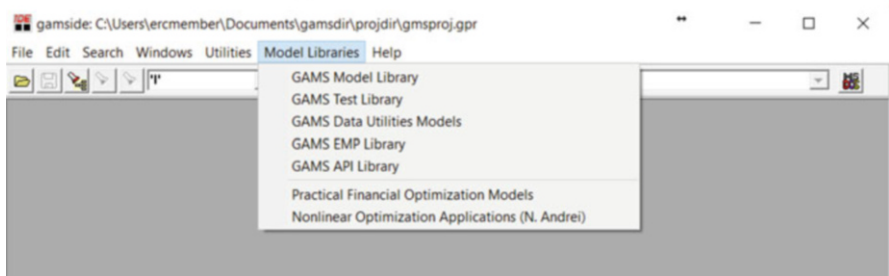 gamside: C:\Users\ercmember\Documents\gamsdir\projdir\gmsproj.gpr
File Edit Search Windows Utilities Model Libraries Help
GAMS Model Library
GAMS Test Library
GAMS Data Utilities Models
GAMS EMP Library
GAMS API Library
Practical Financial Optimization Models
Nonlinear Optimization Applications (N. Andrei)